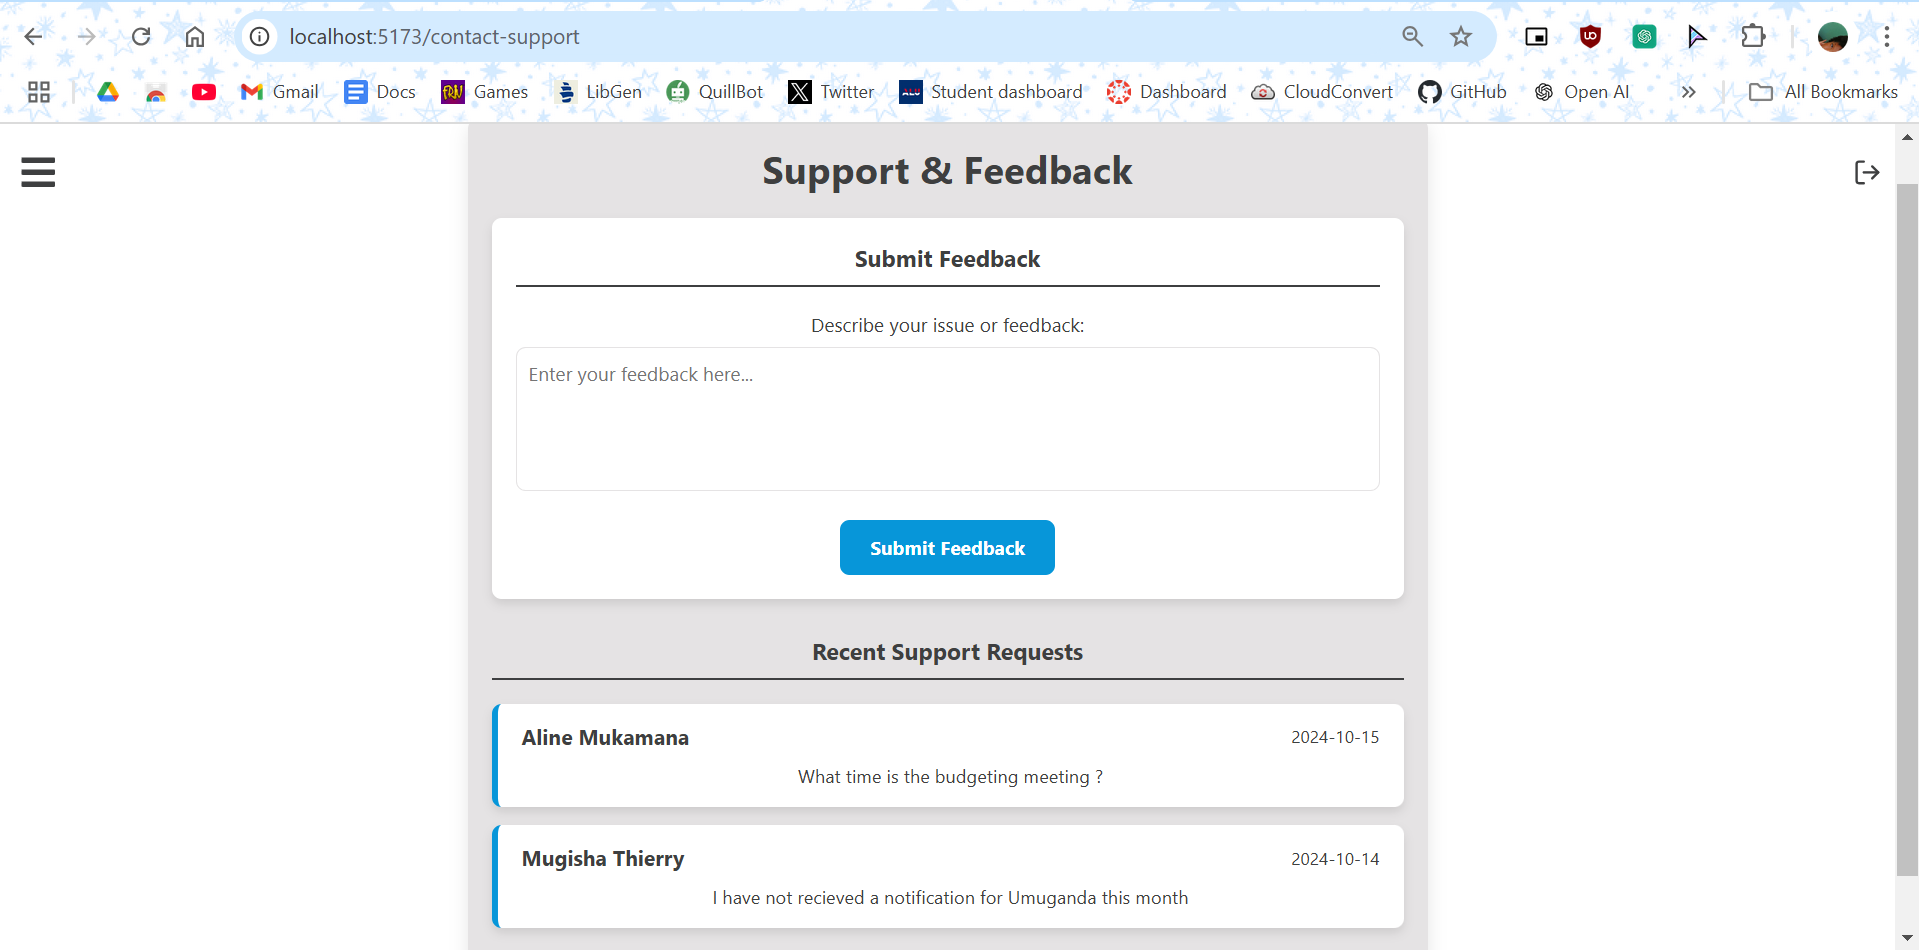 localhost:5173/contact-support
Gmail
Docs
FRIV
Games
LibGen
QuillBot
Twitter
ALU
Student dashboard
Dashboard
CloudConvert
GitHub
Open AI
All Bookmarks
Support & Feedback
Submit Feedback
Describe your issue or feedback:
Enter your feedback here...
Submit Feedback
Recent Support Requests
Aline Mukamana
2024-10-15
What time is the budgeting meeting ?
Mugisha Thierry
2024-10-14
I have not recieved a notification for Umuganda this month